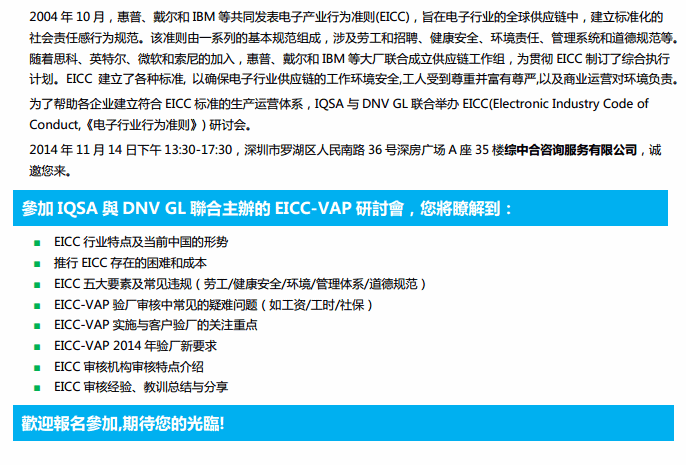 2004 年 10 月，惠普、戴尔和 IBM 等共同发表电子产业行为准则(EICC)，旨在电子行业的全球供应链中，建立标准化的
社会责任感行为规范。该准则由一系列的基本规范组成，涉及劳工和招聘、健康安全、环境责任、管理系统和道德规范等。
随着思科、英特尔、微软和索尼的加入，惠普、戴尔和 IBM 等大厂联合成立供应链工作组，为贯彻 EICC 制订了综合执行
计划。EICC 建立了各种标准, 以确保电子行业供应链的工作环境安全,工人受到尊重并富有尊严,以及商业运营对环境负责。
为了帮助各企业建立符合 EICC 标准的生产运营体系，IQSA 与 DNV GL 联合举办 EICC(Electronic Industry Code of
Conduct,《电子行业行为准则》) 研讨会。
2014 年 11 月 14 日下午 13:30-17:30，深圳市罗湖区人民南路 36 号深房广场 A 座 35 楼综中合咨询服务有限公司，诚
邀您来。
參加 IQSA 與 DNV GL 聯合主辦的 EICC-VAP 研討會，您將瞭解到：
■ EICC 行业特点及当前中国的形势
■ 推行 EICC 存在的困难和成本
■ EICC 五大要素及常见违规（劳工/健康安全/环境/管理体系/道德规范）
■ EICC-VAP 验厂审核中常见的疑难问题（如工资/工时/社保）
■ EICC-VAP 实施与客户验厂的关注重点
■ EICC-VAP 2014 年验厂新要求
■ EICC 审核机构审核特点介绍
■ EICC 审核经验、教训总结与分享
歡迎報名參加,期待您的光臨!